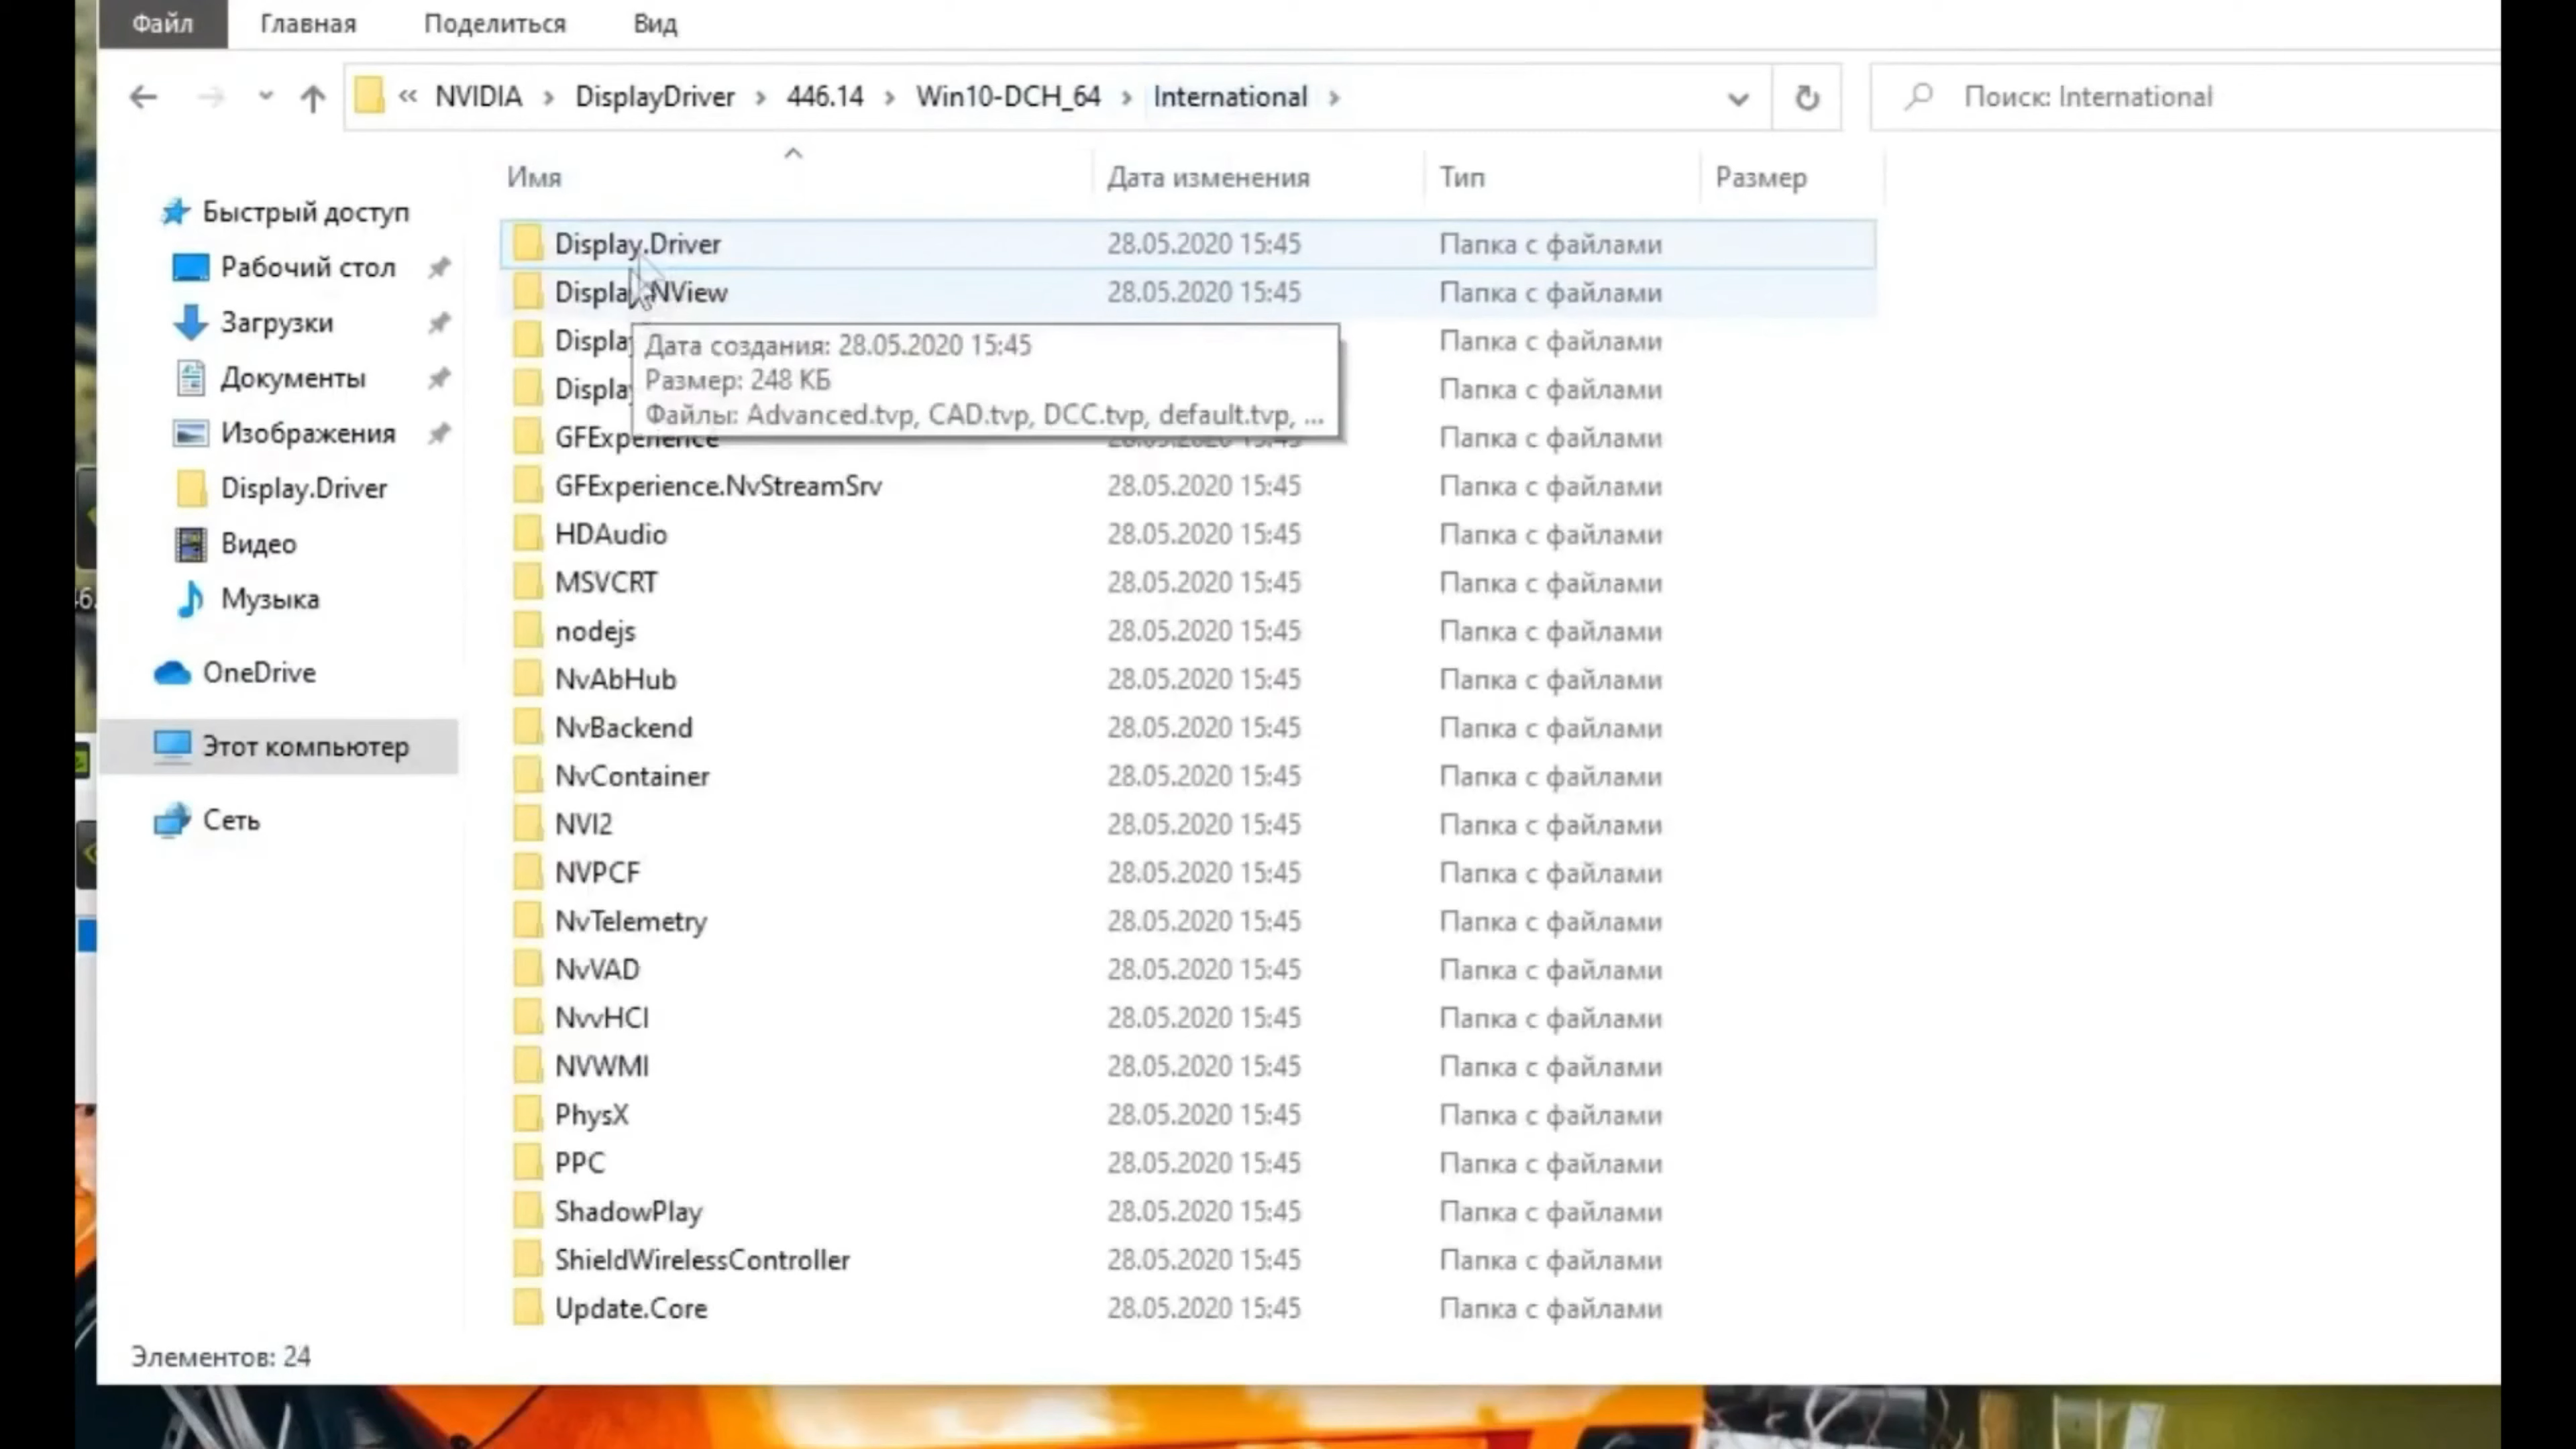 Файл Главная Поделиться Вид
« NVIDIA › DisplayDriver › 446.14 › Win10-DCH_64 › International ›
Поиск: International
Имя Дата изменения Тип Размер
Быстрый доступ
Рабочий стол
Загрузки
Документы
Изображения
Display.Driver
Видео
Музыка
OneDrive
Этот компьютер
Сеть
Display.Driver 28.05.2020 15:45 Папка с файлами
Display.NView 28.05.2020 15:45 Папка с файлами
Display Папка с файлами
Display Папка с файлами
Дата создания: 28.05.2020 15:45
Размер: 248 КБ
Файлы: Advanced.tvp, CAD.tvp, DCC.tvp, default.tvp, ...
GFExperience 28.05.2020 15:45 Папка с файлами
GFExperience.NvStreamSrv 28.05.2020 15:45 Папка с файлами
HDAudio 28.05.2020 15:45 Папка с файлами
MSVCRT 28.05.2020 15:45 Папка с файлами
nodejs 28.05.2020 15:45 Папка с файлами
NvAbHub 28.05.2020 15:45 Папка с файлами
NvBackend 28.05.2020 15:45 Папка с файлами
NvContainer 28.05.2020 15:45 Папка с файлами
NVI2 28.05.2020 15:45 Папка с файлами
NVPCF 28.05.2020 15:45 Папка с файлами
NvTelemetry 28.05.2020 15:45 Папка с файлами
NvVAD 28.05.2020 15:45 Папка с файлами
NvvHCI 28.05.2020 15:45 Папка с файлами
NVWMI 28.05.2020 15:45 Папка с файлами
PhysX 28.05.2020 15:45 Папка с файлами
PPC 28.05.2020 15:45 Папка с файлами
ShadowPlay 28.05.2020 15:45 Папка с файлами
ShieldWirelessController 28.05.2020 15:45 Папка с файлами
Update.Core 28.05.2020 15:45 Папка с файлами
Элементов: 24